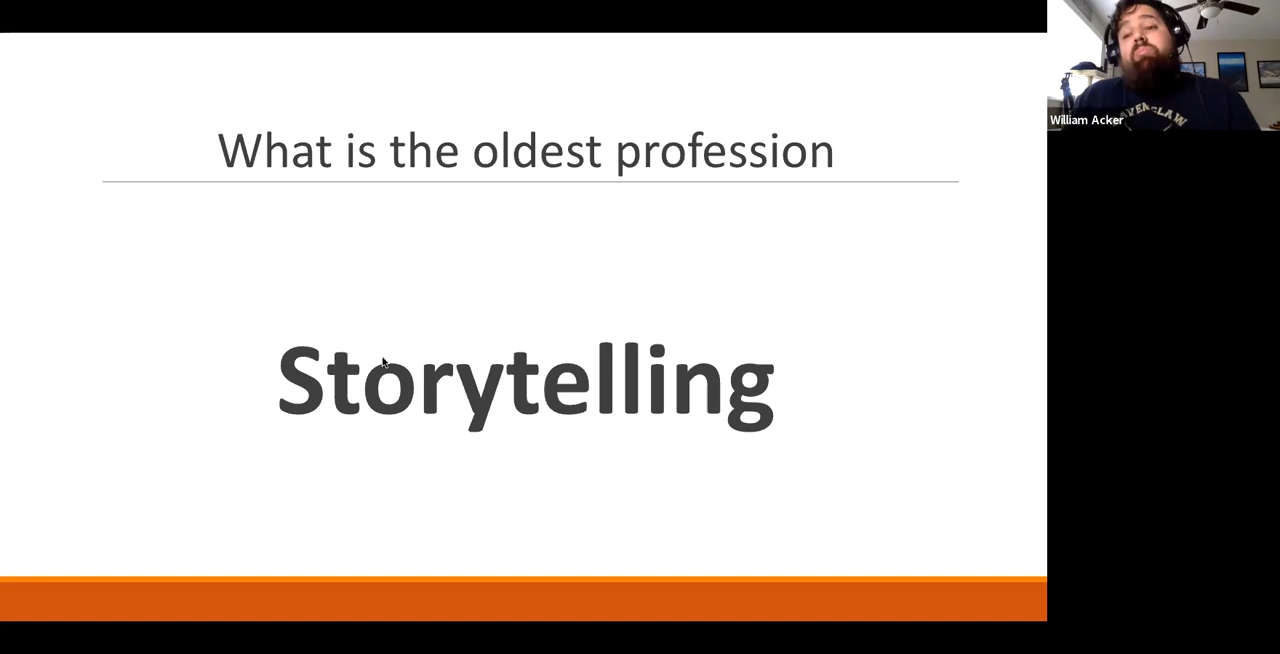 What is the oldest profession
Storytelling
William Acker